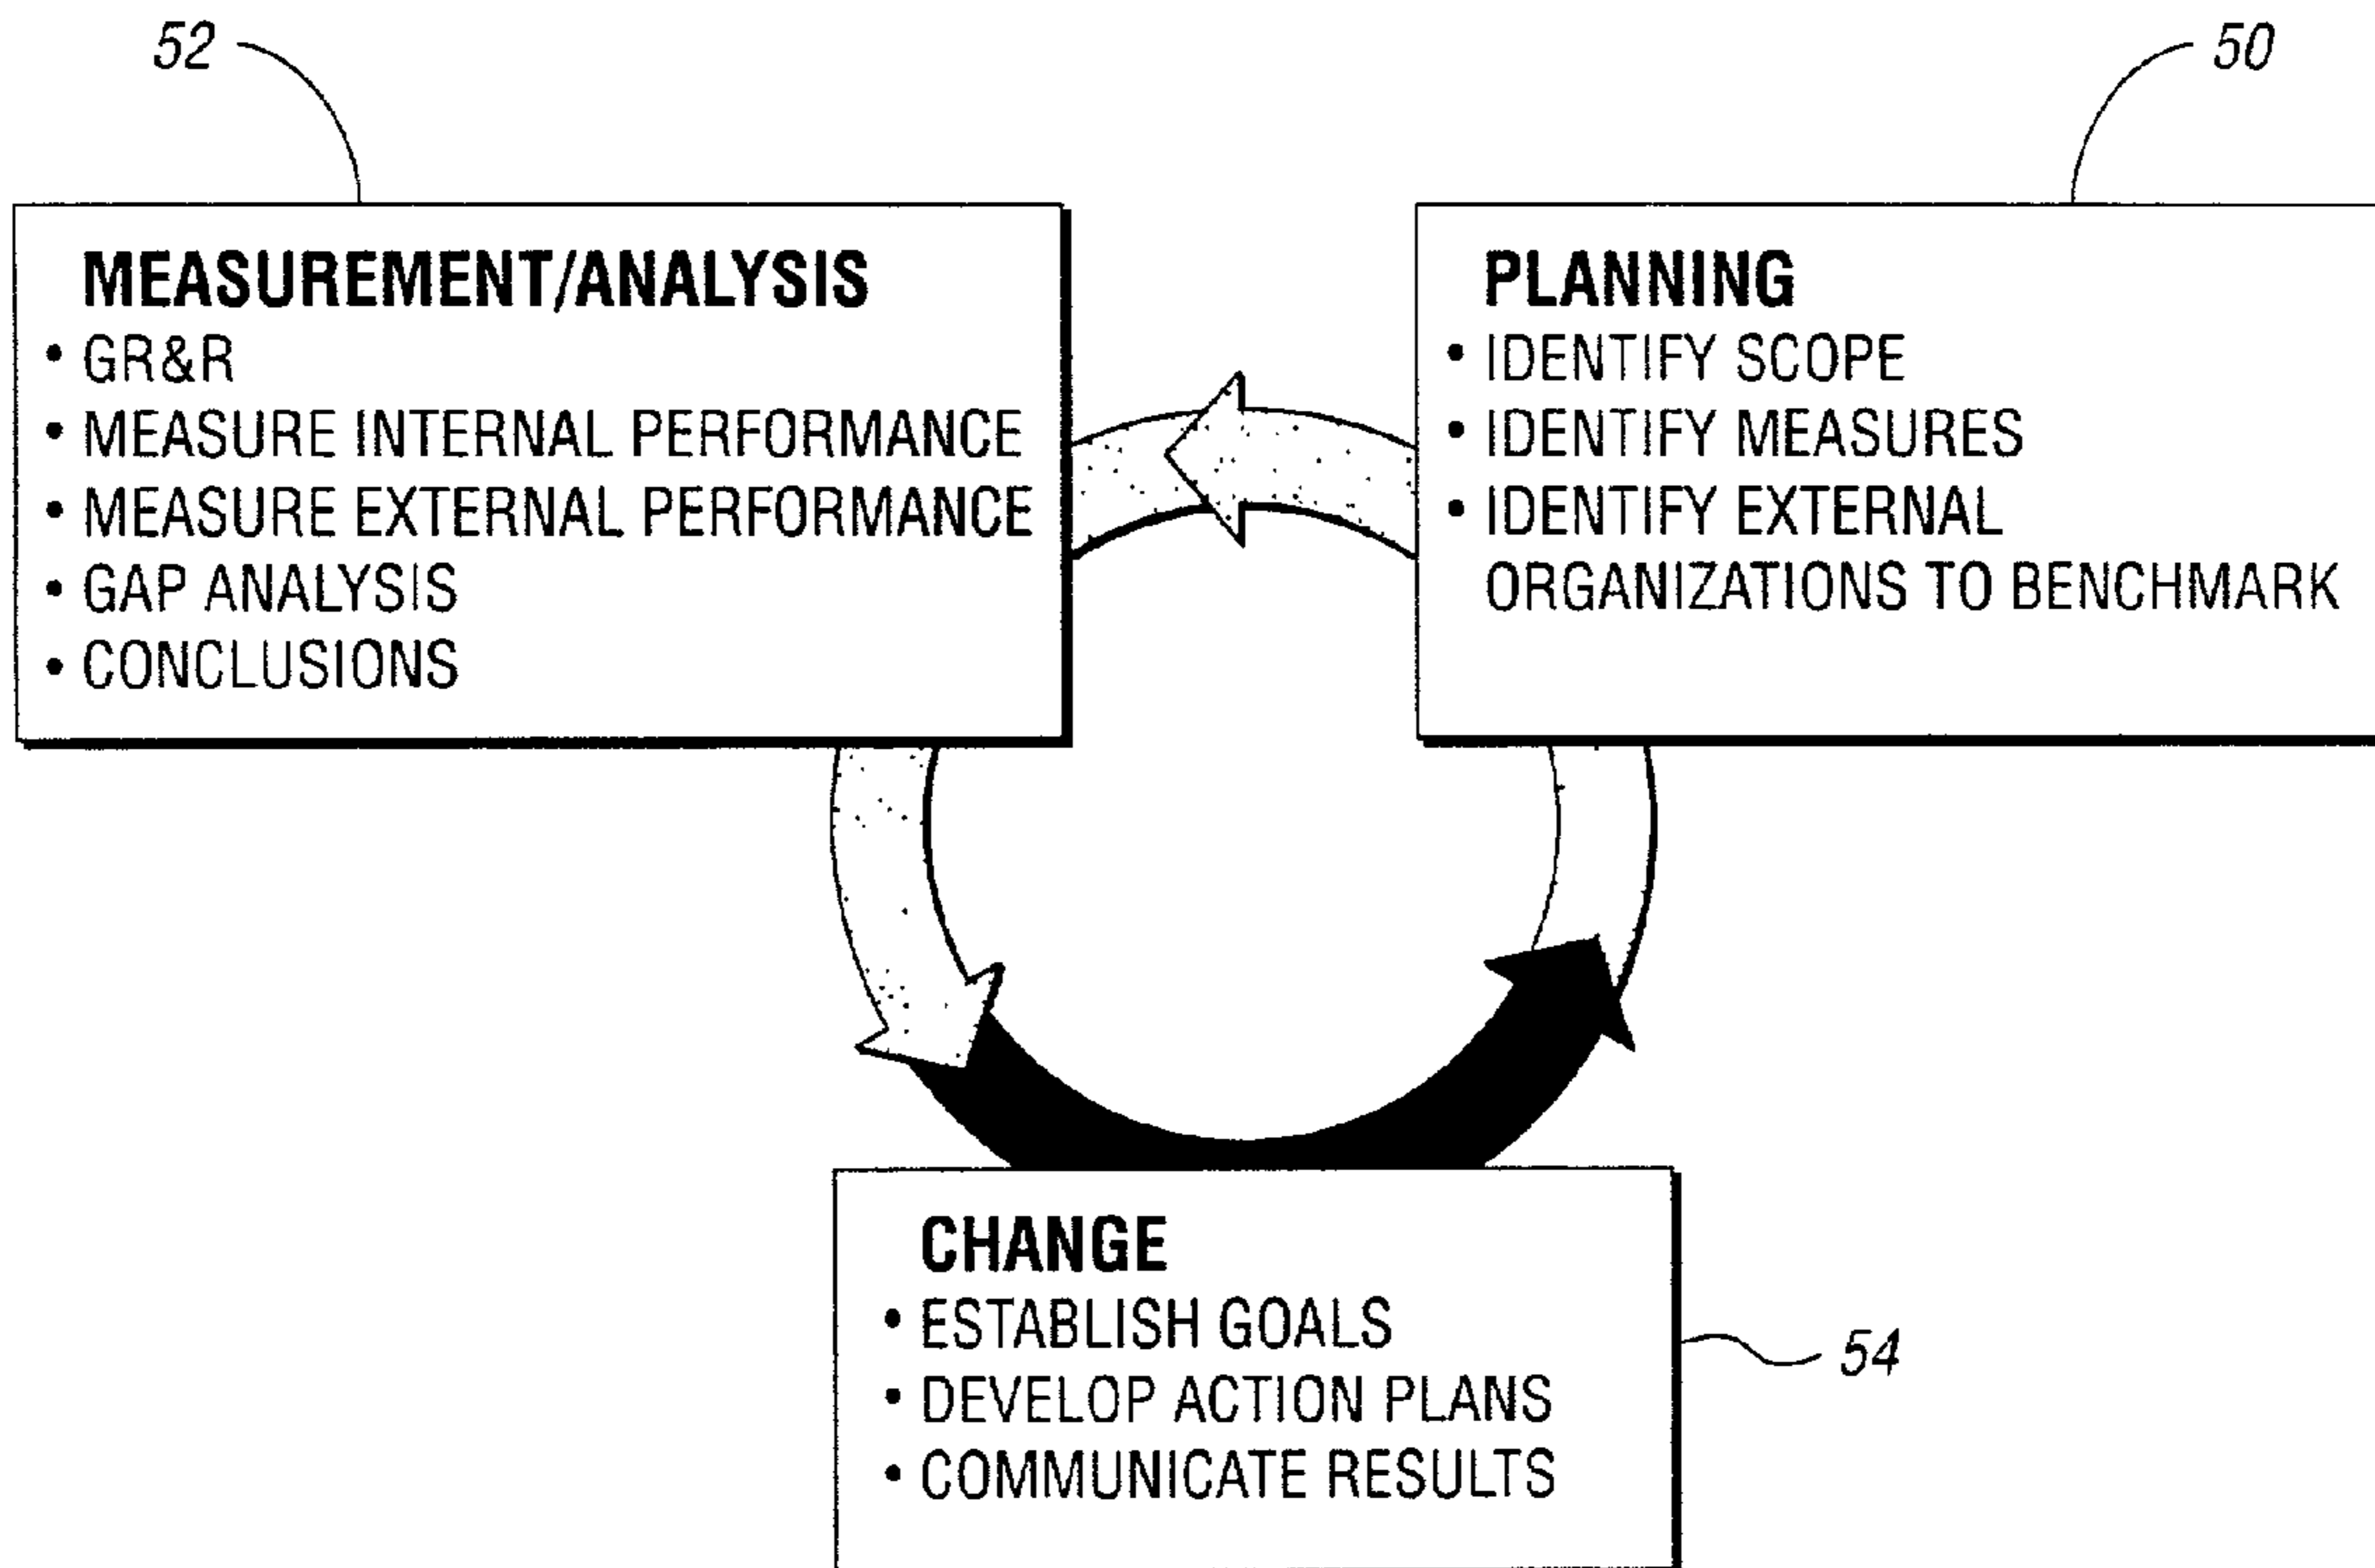 52
50
MEASUREMENT/ANALYSIS
• GR&R
• MEASURE INTERNAL PERFORMANCE
• MEASURE EXTERNAL PERFORMANCE
• GAP ANALYSIS
• CONCLUSIONS
PLANNING
• IDENTIFY SCOPE
• IDENTIFY MEASURES
• IDENTIFY EXTERNAL
ORGANIZATIONS TO BENCHMARK
CHANGE
• ESTABLISH GOALS
• DEVELOP ACTION PLANS
• COMMUNICATE RESULTS
54